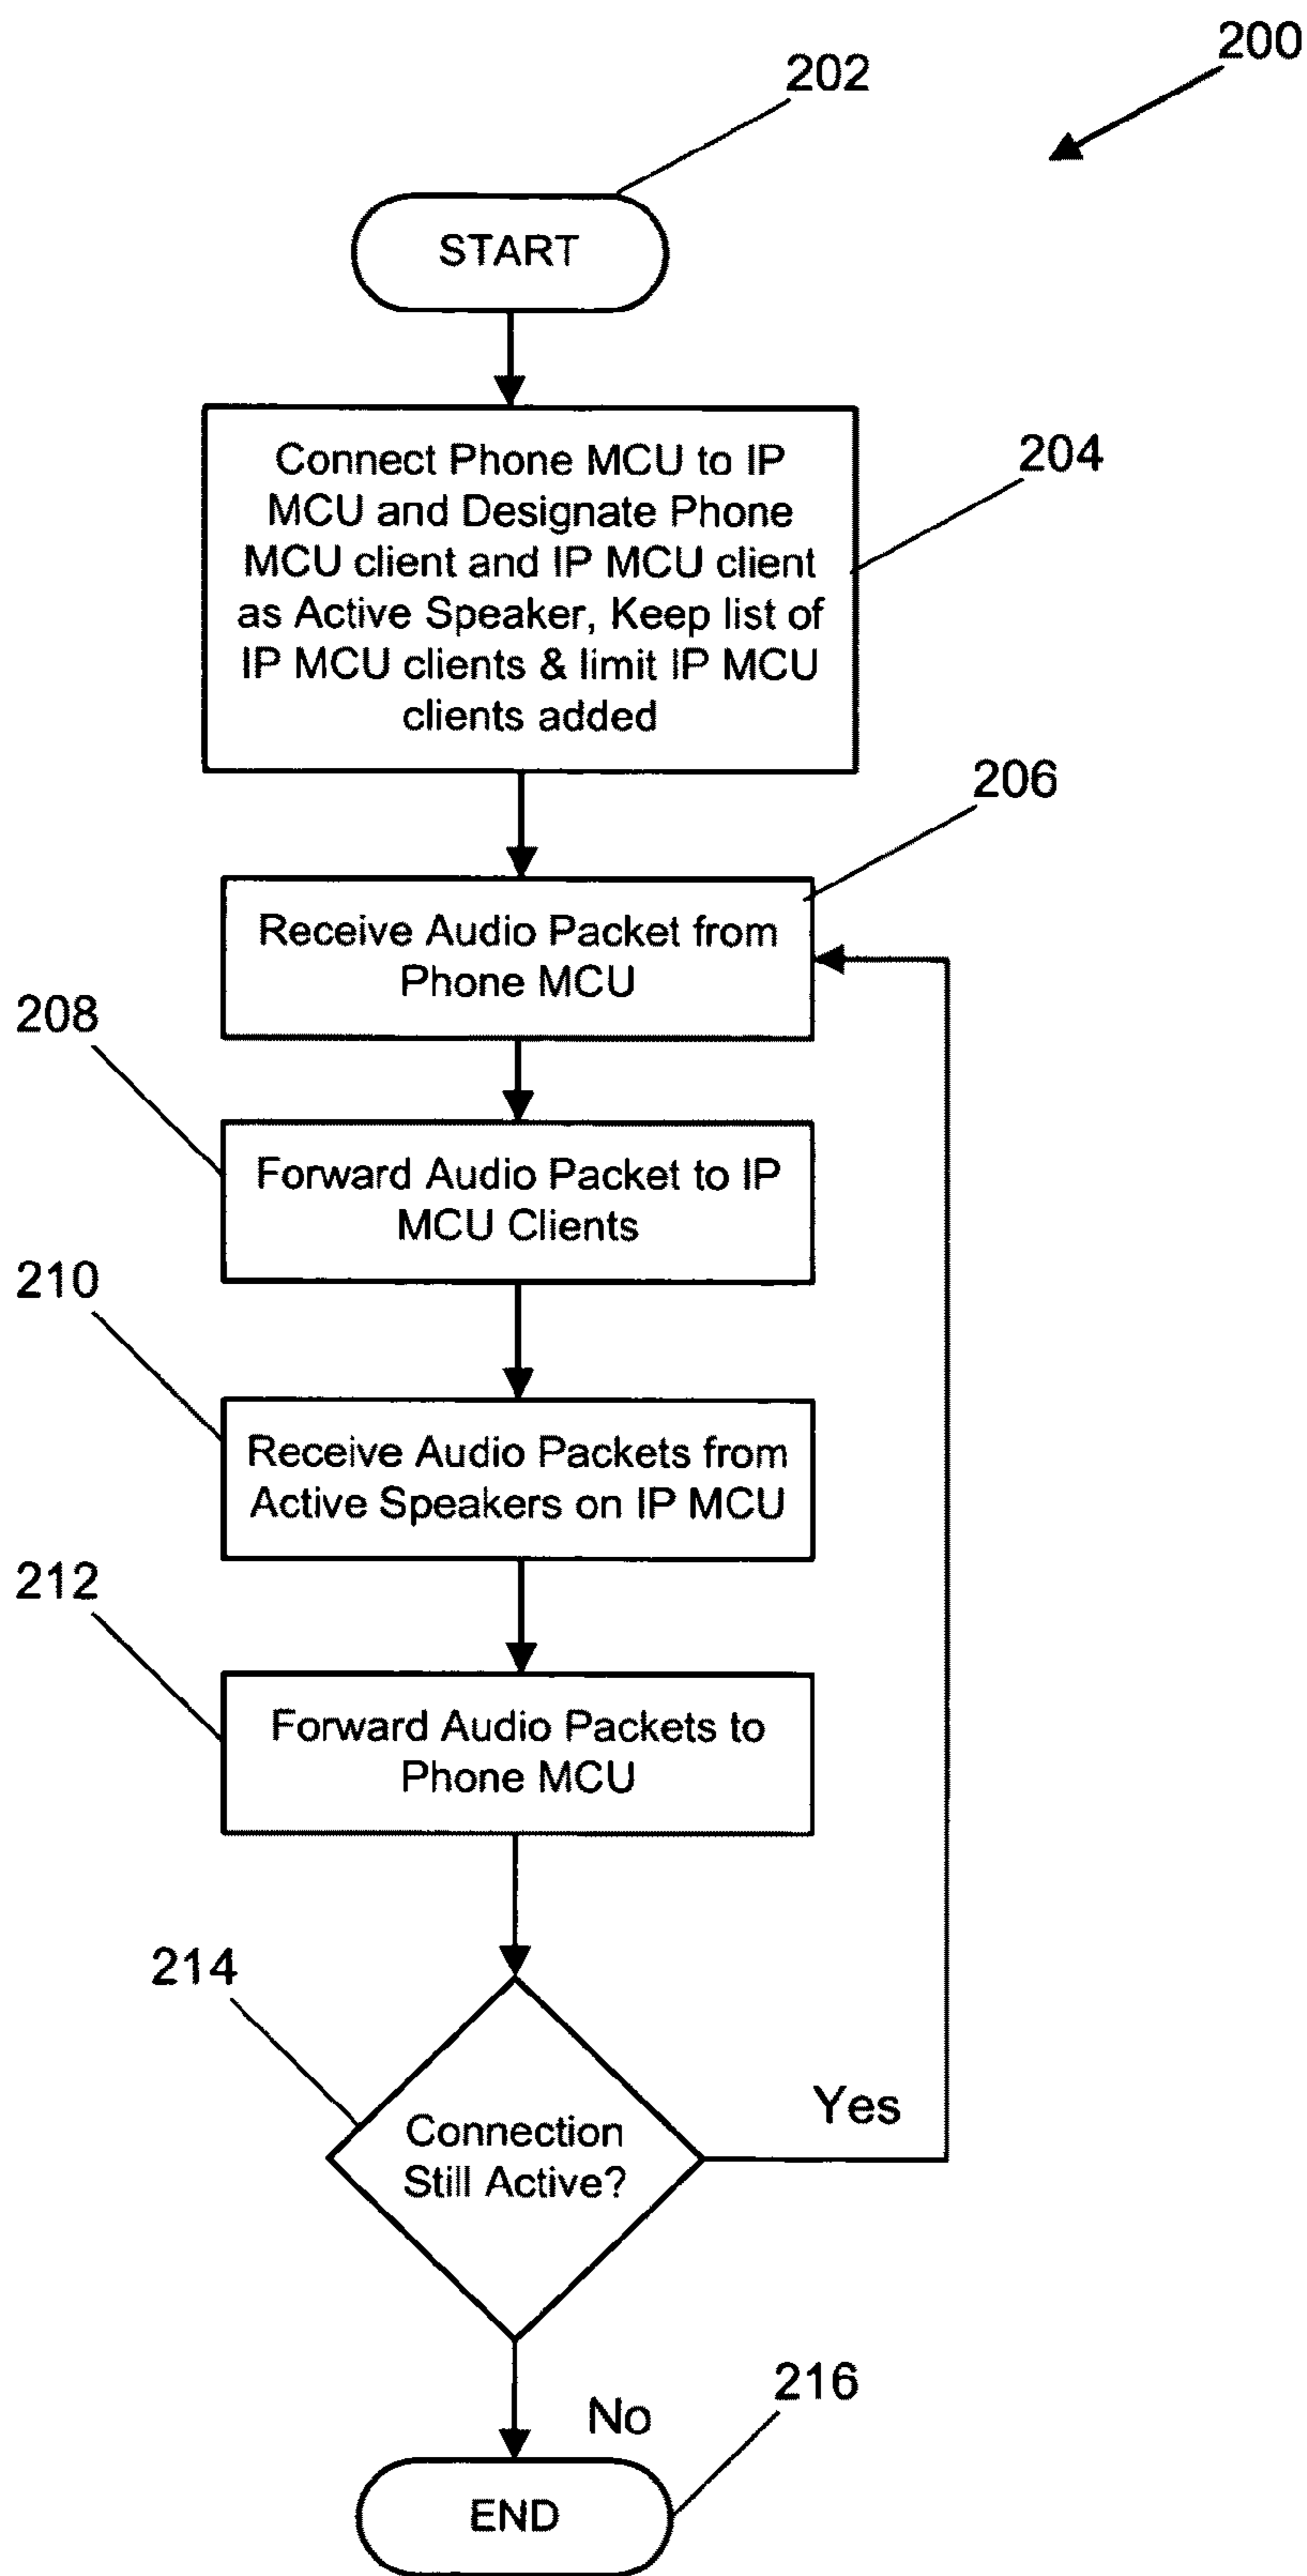 200
202
START
Connect Phone MCU to IP
MCU and Designate Phone
MCU client and IP MCU client
as Active Speaker, Keep list of
IP MCU clients & limit IP MCU
clients added
204
206
Receive Audio Packet from
Phone MCU
208
Forward Audio Packet to IP
MCU Clients
210
Receive Audio Packets from
Active Speakers on IP MCU
212
Forward Audio Packets to
Phone MCU
214
Connection
Still Active?
Yes
No
216
END